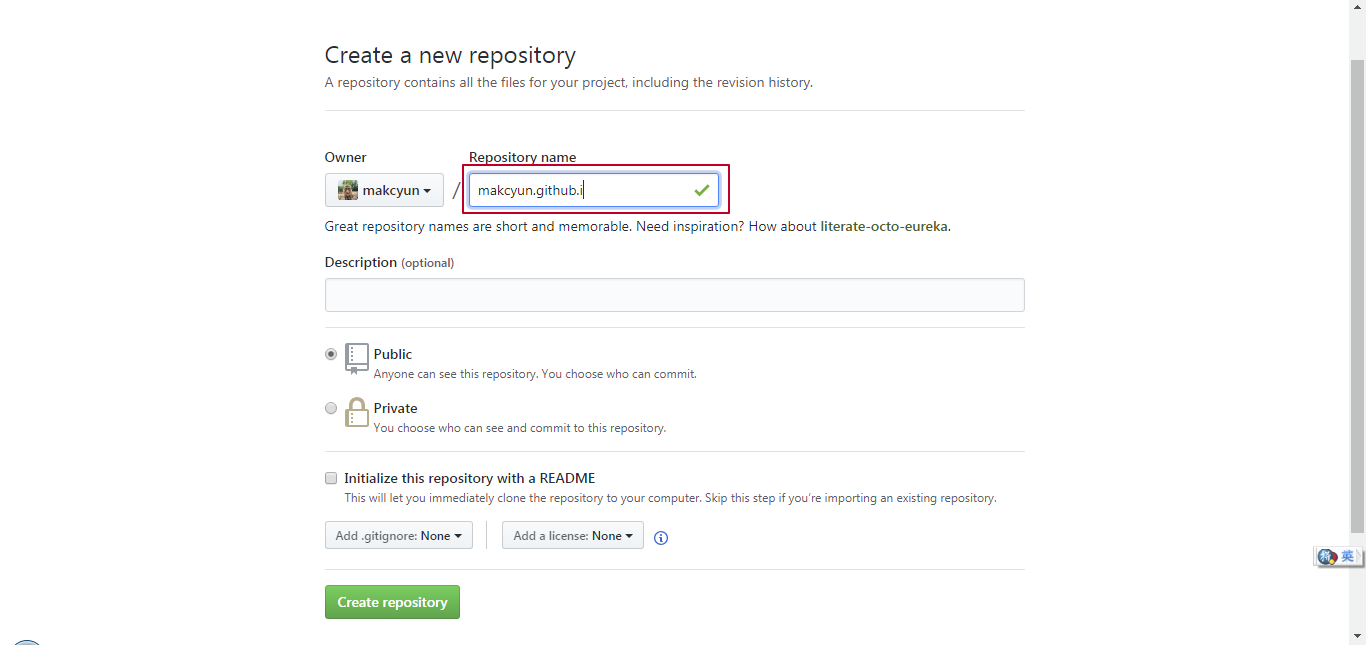 Create a new repository
A repository contains all the files for your project, including the revision history.
Owner
Repository name
makcyun / makcyun.github.i
Great repository names are short and memorable. Need inspiration? How about literate-octo-eureka.
Description (optional)
Public
Anyone can see this repository. You choose who can commit.
Private
You choose who can see and commit to this repository.
Initialize this repository with a README
This will let you immediately clone the repository to your computer. Skip this step if you're importing an existing repository.
Add .gitignore: None
Add a license: None
Create repository
英